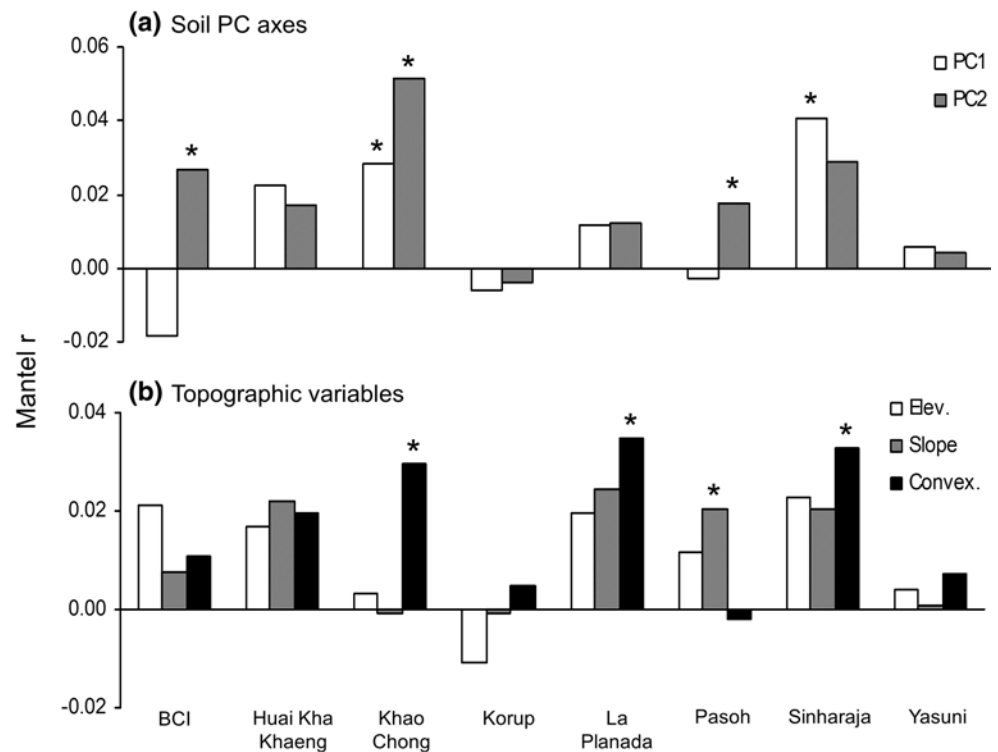 (a) Soil PC axes
0.06
0.04
0.02
0.00
-0.02
PC1
PC2
* * * * *
Mantel r
(b) Topographic variables
0.04
0.02
0.00
-0.02
Elev.
Slope
Convex.
* * * *
BCI
Huai Kha
Khaeng
Khao
Chong
Korup
La
Planada
Pasoh
Sinharaja
Yasuni